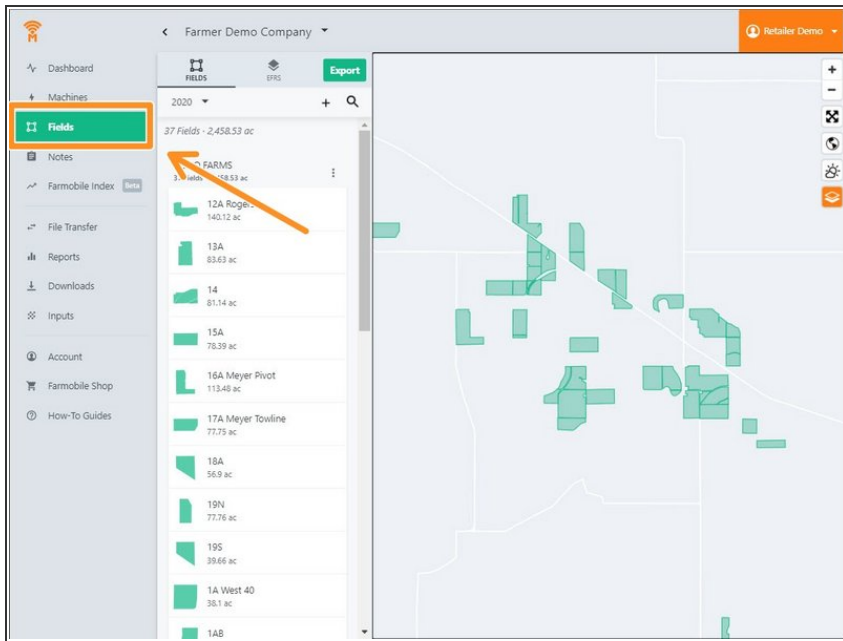 Farmer Demo Company
Retailer Demo
Dashboard
Machines
Fields
Notes
Farmobile Index Beta
File Transfer
Reports
Downloads
Inputs
Account
Farmobile Shop
How-To Guides
FIELDS
EFRS
Export
2020
37 Fields - 2,458.53 ac
FARMS
12A
140.12 ac
13A
83.63 ac
14
81.14 ac
15A
78.39 ac
16A Meyer Pivot
113.48 ac
17A Meyer Towline
77.75 ac
18A
56.9 ac
19N
77.76 ac
19S
39.66 ac
1A West 40
38.1 ac
1AB